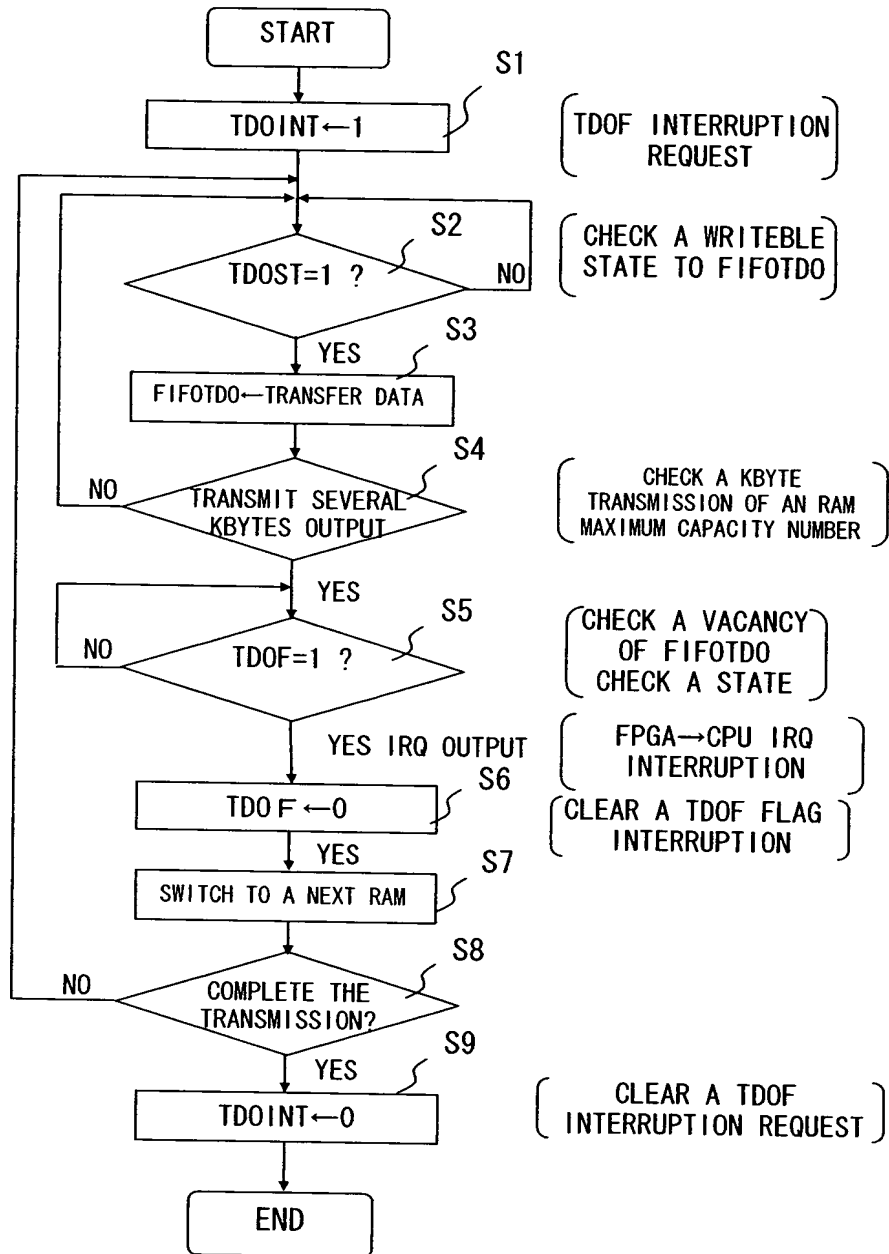 START
S1
TDOINT←1
TDOF INTERRUPTION
REQUEST
S2
TDOST=1 ?
NO
CHECK A WRITEBLE
STATE TO FIFOTDO
YES
S3
FIFOTDO←TRANSFER DATA
S4
NO
TRANSMIT SEVERAL
KBYTES OUTPUT
CHECK A KBYTE
TRANSMISSION OF AN RAM
MAXIMUM CAPACITY NUMBER
YES
S5
NO
TDOF=1 ?
CHECK A VACANCY
OF FIFOTDO
CHECK A STATE
YES IRQ OUTPUT
FPGA→CPU IRQ
INTERRUPTION
S6
TDOF←0
CLEAR A TDOF FLAG
INTERRUPTION
YES
S7
SWITCH TO A NEXT RAM
S8
NO
COMPLETE THE
TRANSMISSION?
YES
S9
TDOINT←0
CLEAR A TDOF
INTERRUPTION REQUEST
END